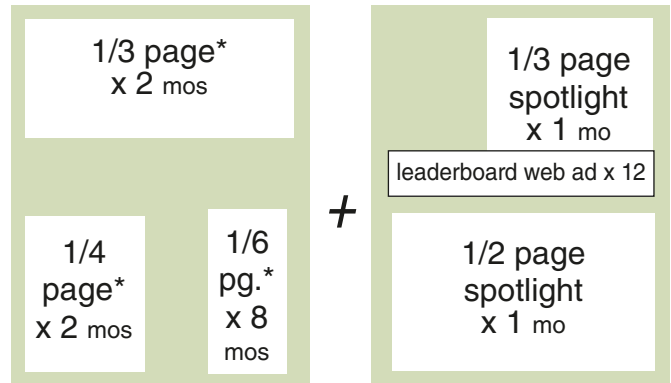 1/3 page*
x 2 mos
1/4
page*
x 2 mos
1/6
pg.*
x 8
mos
+
1/3 page
spotlight
x 1 mo
leaderboard web ad x 12
1/2 page
spotlight
x 1 mo